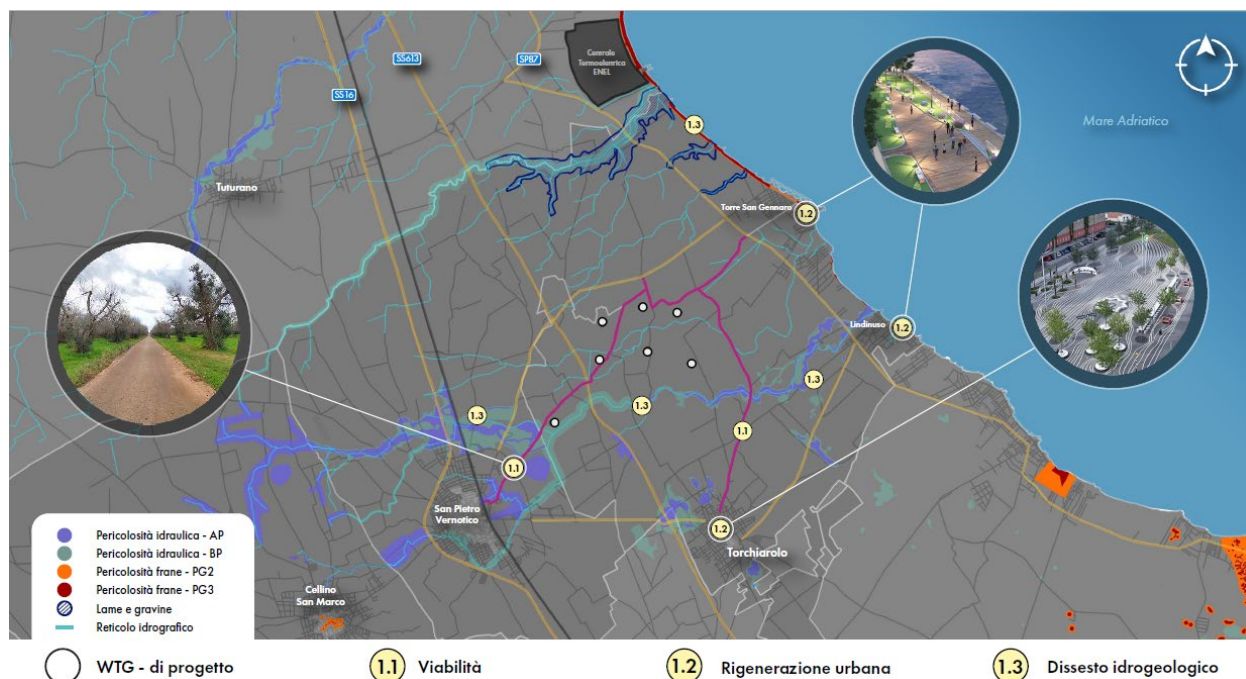 SS613
SP87
SS16
Centrale
Termoelettrica
ENEL
Mare Adriatico
1.3
Tuturano
Torre San Gennaro
1.2
Lindinuso
1.2
1.3
1.3
1.3
1.1
1.1
San Pietro
Vernotico
1.2
Torchiarolo
Cellino
San Marco
Pericolosità idraulica - AP
Pericolosità idraulica - BP
Pericolosità frane - PG2
Pericolosità frane - PG3
Lame e gravine
Reticolo idrografico
WTG - di progetto
1.1 Viabilità
1.2 Rigenerazione urbana
1.3 Dissesto idrogeologico